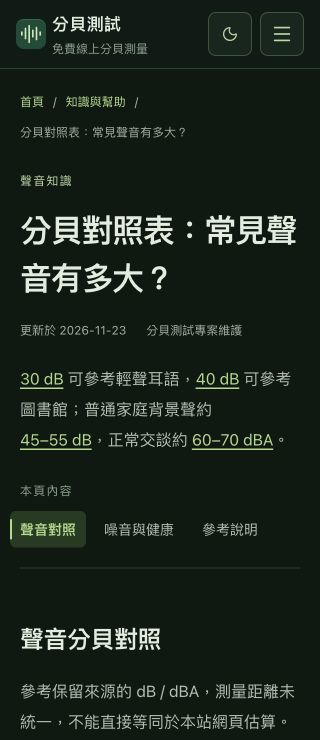 分貝測試
免費線上分貝測量
首頁 / 知識與幫助 /
分貝對照表：常見聲音有多大？
聲音知識
分貝對照表：常見聲
音有多大？
更新於 2026-11-23 分貝測試專案維護
30 dB 可參考輕聲耳語，40 dB 可參考
圖書館；普通家庭背景聲約
45–55 dB，正常交談約 60–70 dBA。
本頁內容
聲音對照 噪音與健康 參考說明
聲音分貝對照
參考保留來源的 dB / dBA，測量距離未
統一，不能直接等同於本站網頁估算。